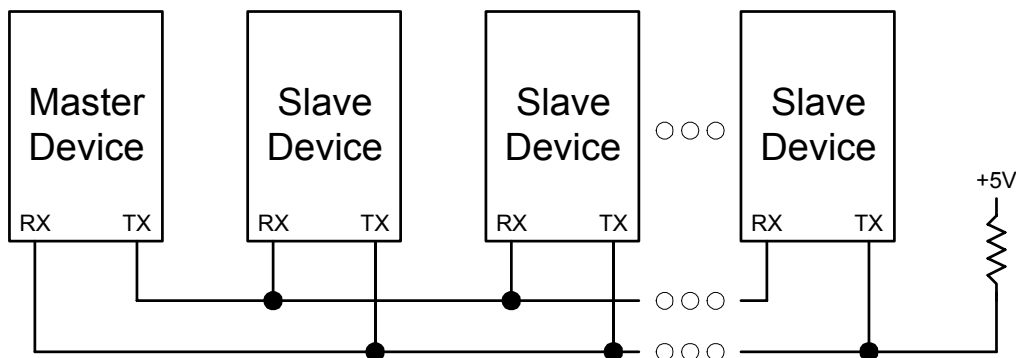 Master
Device
Slave
Device
Slave
Device
Slave
Device
+5V
RX TX
RX TX
RX TX
RX TX